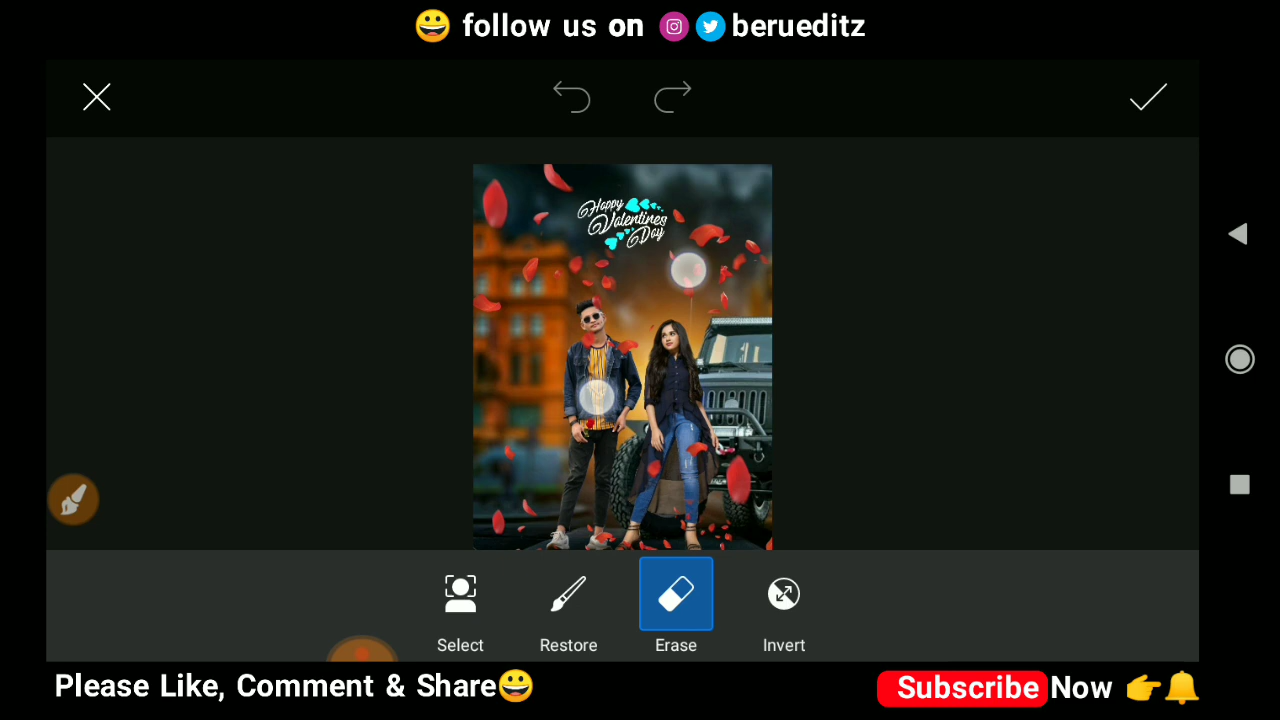 😀 follow us on berueditz
Happy
Valentines
Day
Select Restore Erase Invert
Please Like, Comment & Share😀
Subscribe Now 👉🔔